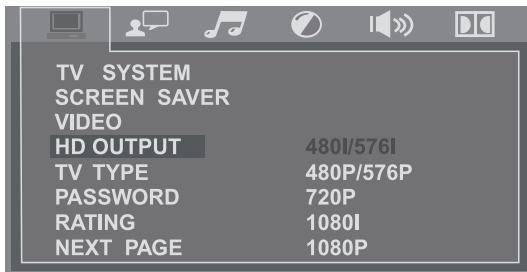 TV SYSTEM
SCREEN SAVER
VIDEO
HD OUTPUT 480I/576I
TV TYPE 480P/576P
PASSWORD 720P
RATING 1080I
NEXT PAGE 1080P